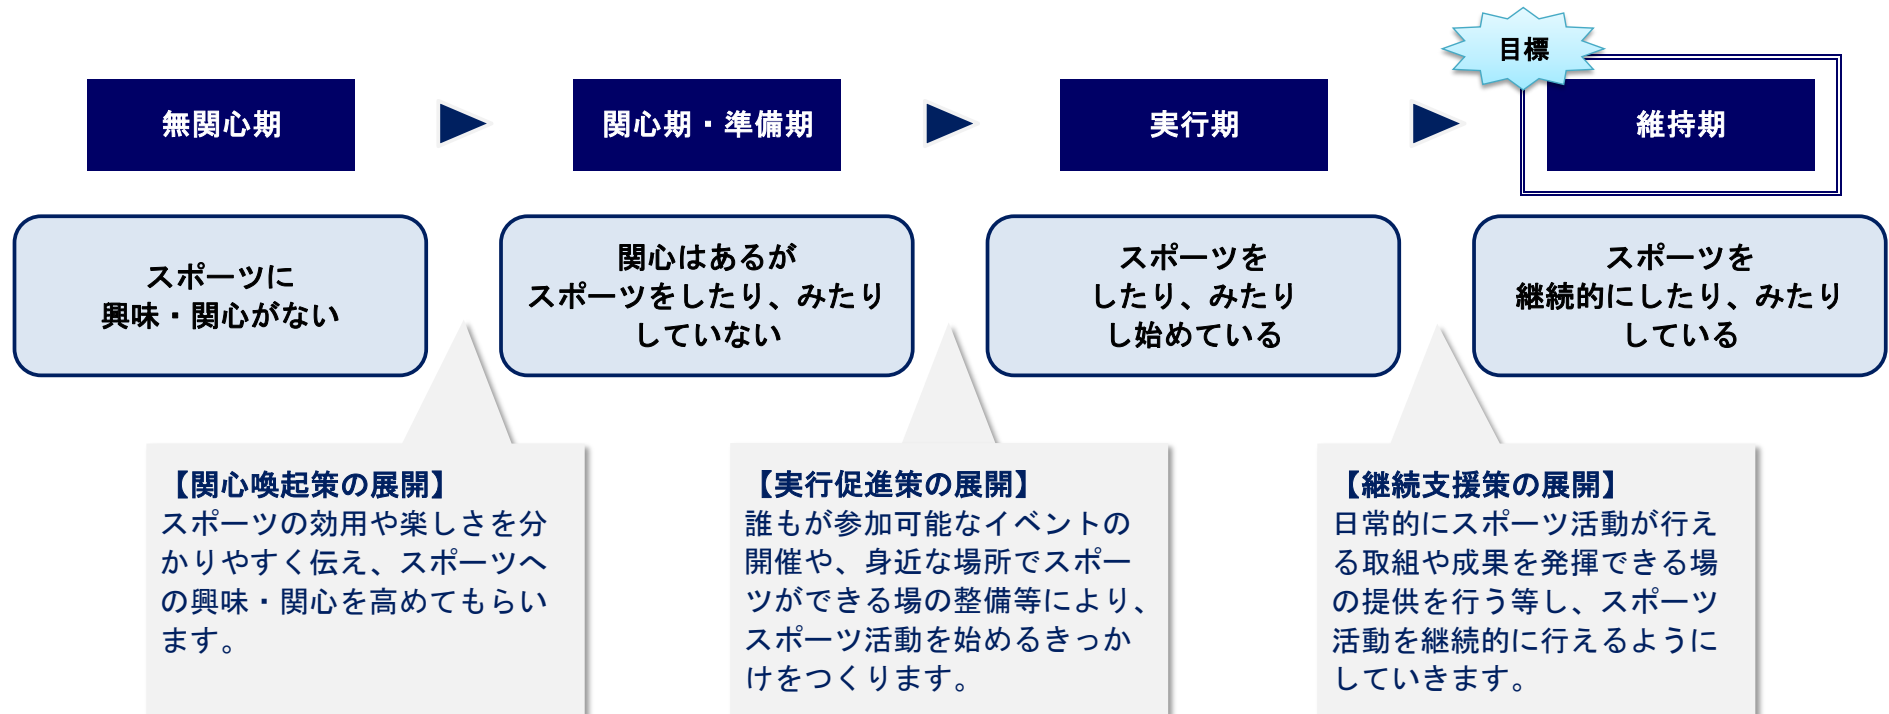 目標
無関心期
関心期・準備期
実行期
維持期
スポーツに
興味・関心がない
関心はあるが
スポーツをしたり、みたり
していない
スポーツを
したり、みたり
し始めている
スポーツを
継続的にしたり、みたり
している
【関心喚起策の展開】
スポーツの効用や楽しさを分
かりやすく伝え、スポーツへ
の興味・関心を高めてもらい
ます。
【実行促進策の展開】
誰もが参加可能なイベントの
開催や、身近な場所でスポー
ツができる場の整備等により、
スポーツ活動を始めるきっか
けをつくります。
【継続支援策の展開】
日常的にスポーツ活動が行え
る取組や成果を発揮できる場
の提供を行う等し、スポーツ
活動を継続的に行えるように
していきます。